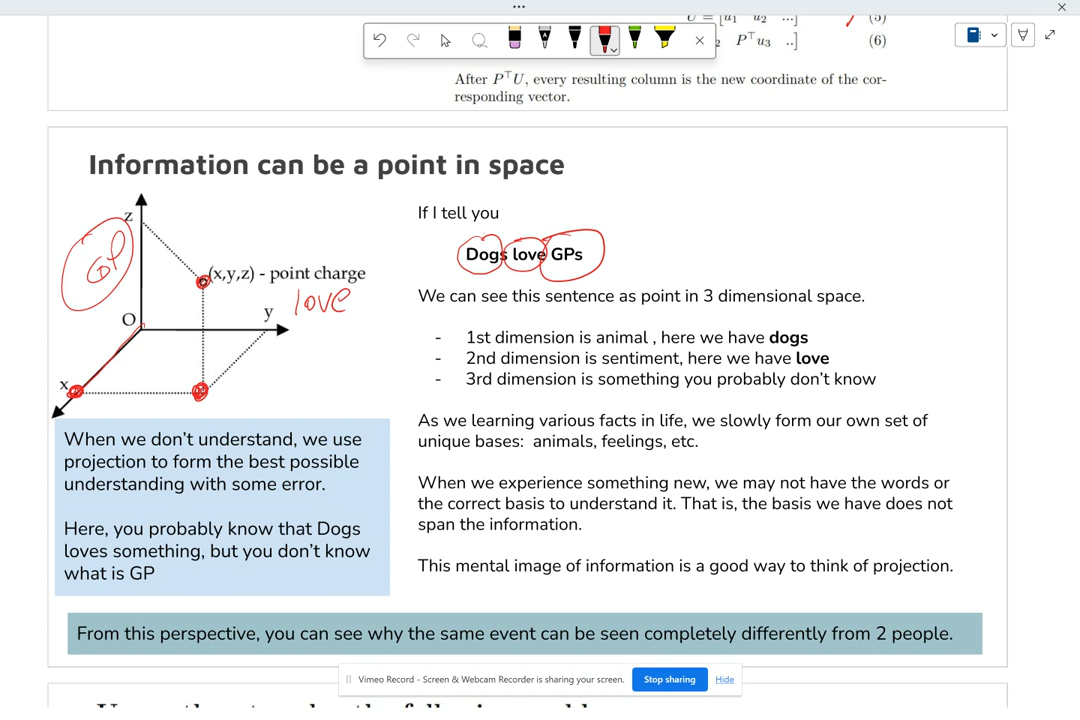 U = [u1 u2 ...] (5)
2 P⊤u3 ..] (6)
After P⊤U, every resulting column is the new coordinate of the cor-
responding vector.
Information can be a point in space
z
GP
(x,y,z) - point charge
love
O
y
x
If I tell you
Dogs love GPs
We can see this sentence as point in 3 dimensional space.
- 1st dimension is animal , here we have dogs
- 2nd dimension is sentiment, here we have love
- 3rd dimension is something you probably don't know
As we learning various facts in life, we slowly form our own set of
unique bases: animals, feelings, etc.
When we experience something new, we may not have the words or
the correct basis to understand it. That is, the basis we have does not
span the information.
This mental image of information is a good way to think of projection.
When we don't understand, we use
projection to form the best possible
understanding with some error.
Here, you probably know that Dogs
loves something, but you don't know
what is GP
From this perspective, you can see why the same event can be seen completely differently from 2 people.
Vimeo Record - Screen & Webcam Recorder is sharing your screen.
Stop sharing
Hide